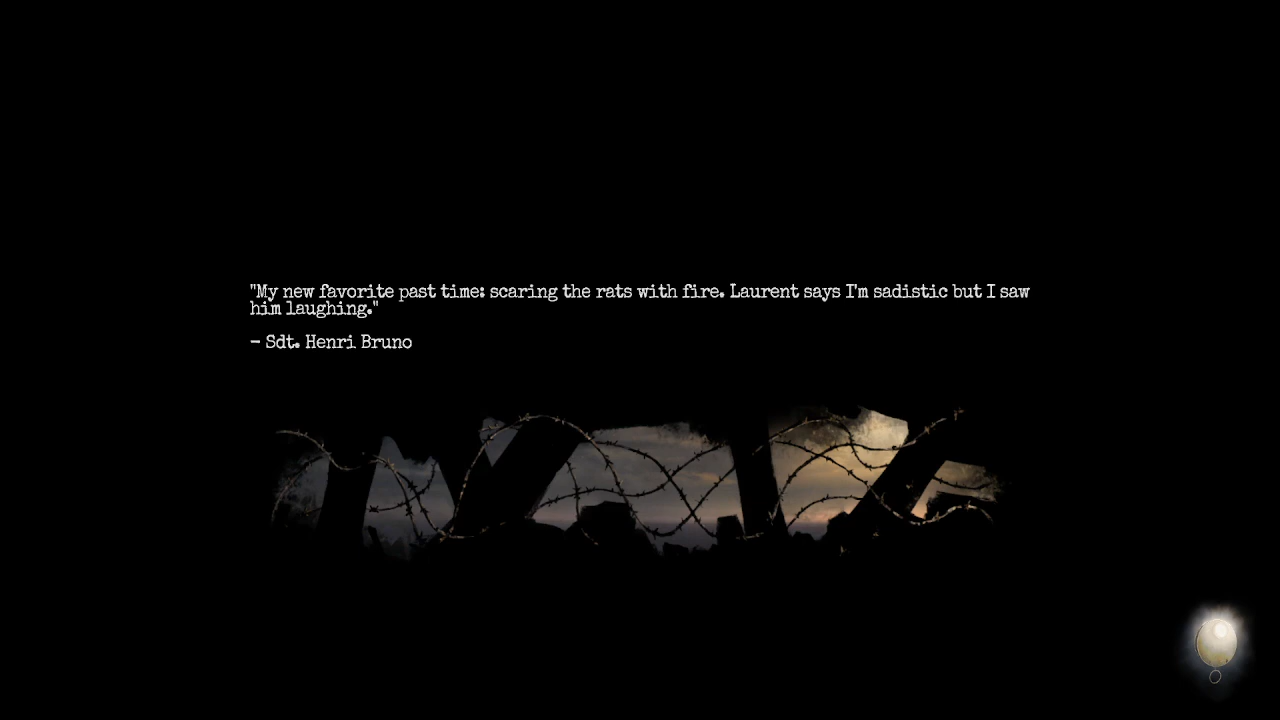 "My new favorite past time: scaring the rats with fire. Laurent says I'm sadistic but I saw
him laughing."
- Sdt. Henri Bruno